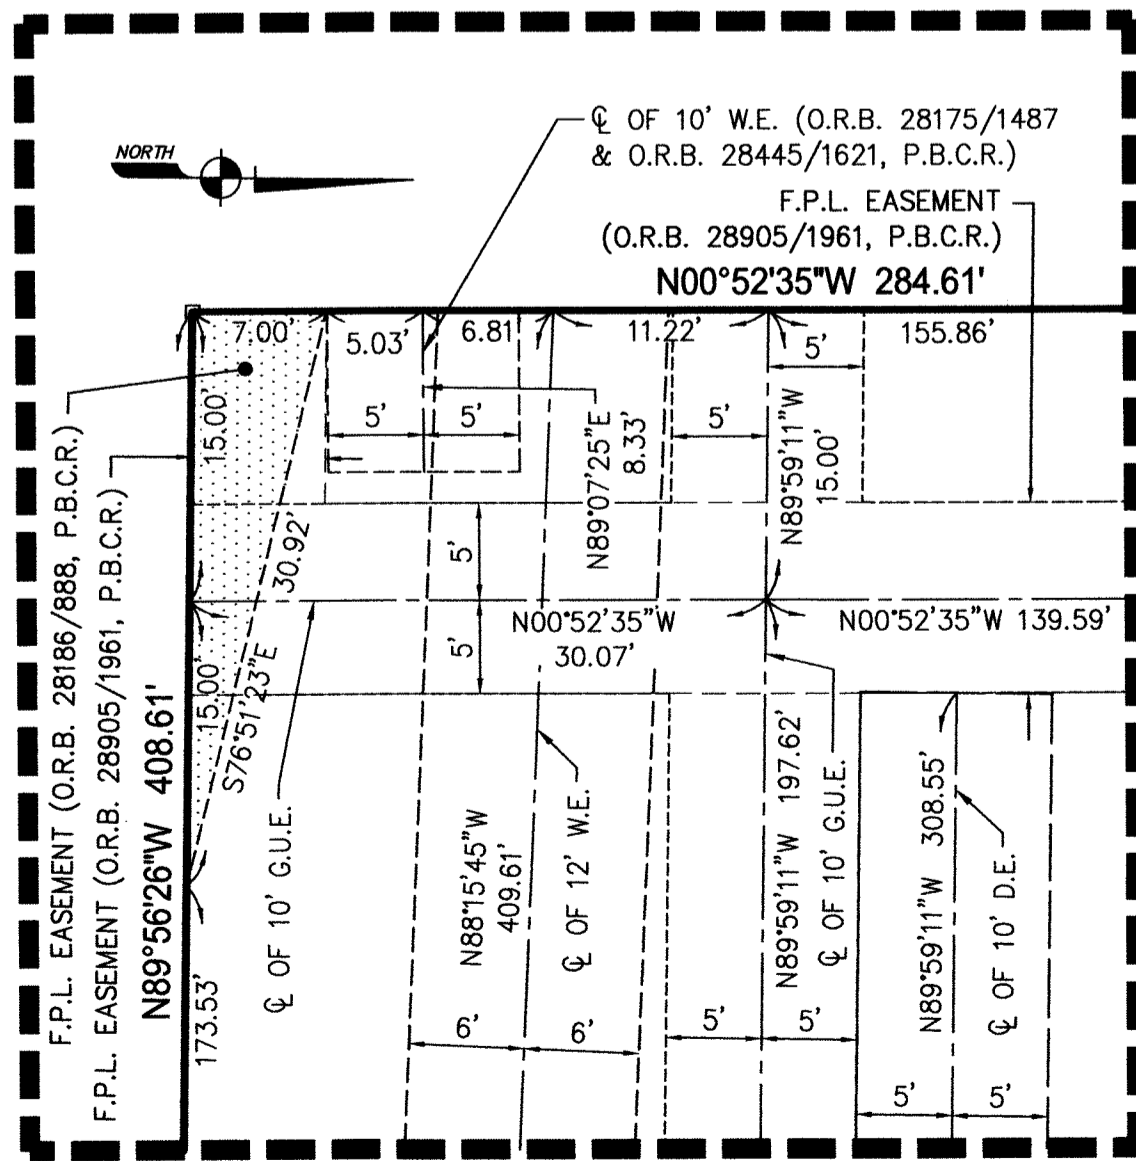 ℄ OF 10' W.E. (O.R.B. 28175/1487
& O.R.B. 28445/1621, P.B.C.R.)
NORTH
F.P.L. EASEMENT
(O.R.B. 28905/1961, P.B.C.R.)
N00°52'35"W 284.61'
7.00'
5.03'
6.81
11.22'
155.86'
5'
15.00'
5'
5'
N89°07'25"E
8.33'
5'
N89°59'11"W
15.00'
F.P.L. EASEMENT (O.R.B. 28186/888, P.B.C.R.)
F.P.L. EASEMENT (O.R.B. 28905/1961, P.B.C.R.)
N89°56'26"W 408.61'
S76°51'23"E
30.92'
5'
5'
N00°52'35"W
30.07'
N00°52'35"W 139.59'
15.00'
173.53'
℄ OF 10' G.U.E.
N88°15'45"W
409.61'
℄ OF 12' W.E.
N89°59'11"W 197.62'
℄ OF 10' G.U.E.
N89°59'11"W 308.55'
℄ OF 10' D.E.
6'
6'
5'
5'
5'
5'